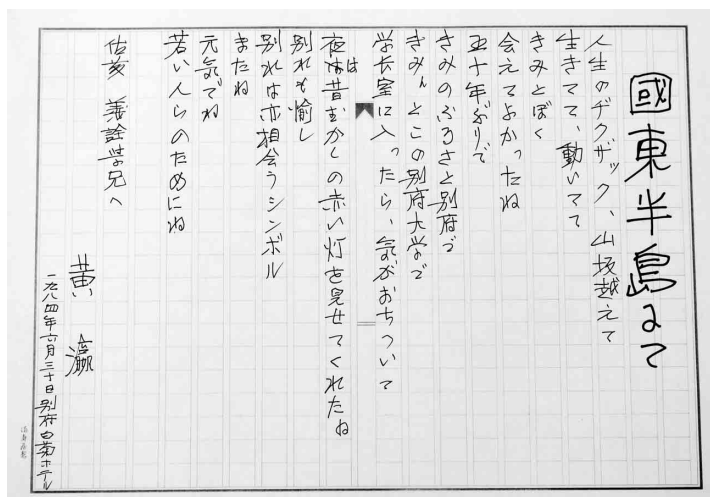 國東半島にて
人生のヂクザック、山坂越えて
生きてて、動いてて
きみとぼく
会えてよかったね
五十年ぶりで
きみのふるさと別府で
きみんとこの別府大学で
学长室に入ったら、気がおちついて
夜は昔むかしの赤い灯を見せてくれたね
は
別れも愉し
別れは亦相会うシンボル
またね
元気でね
若い人らのためにね
佐亥 義詮学兄へ
黄 瀛
一九八四年六月三十日 別府白菊ホテル